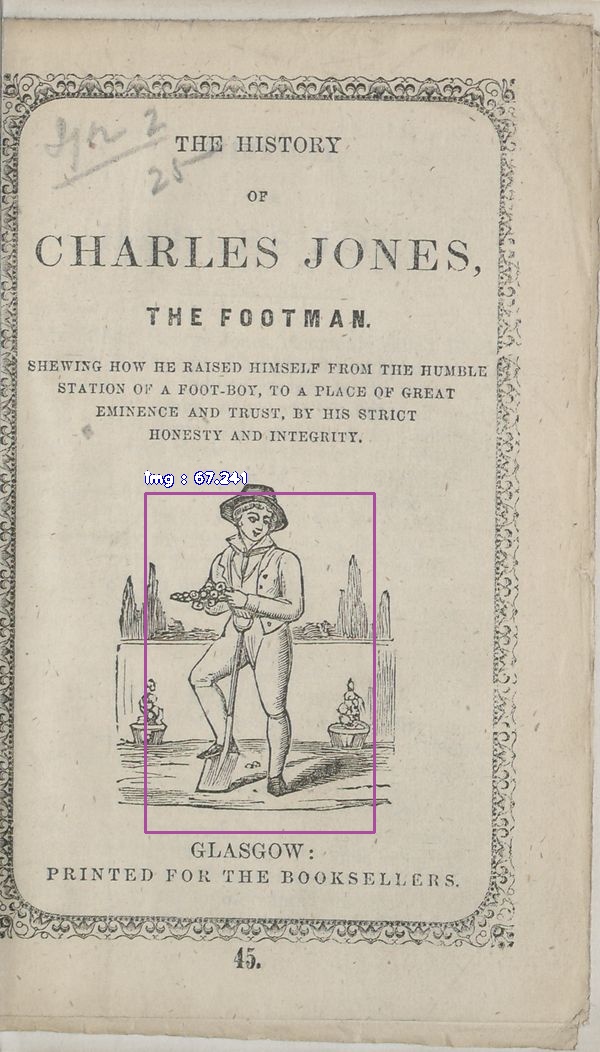 THE HISTORY
OF
CHARLES JONES,
THE FOOTMAN.
SHEWING HOW HE RAISED HIMSELF FROM THE HUMBLE
STATION OF A FOOT-BOY, TO A PLACE OF GREAT
EMINENCE AND TRUST, BY HIS STRICT
HONESTY AND INTEGRITY.
img : 67.241
GLASGOW:
PRINTED FOR THE BOOKSELLERS.
45.